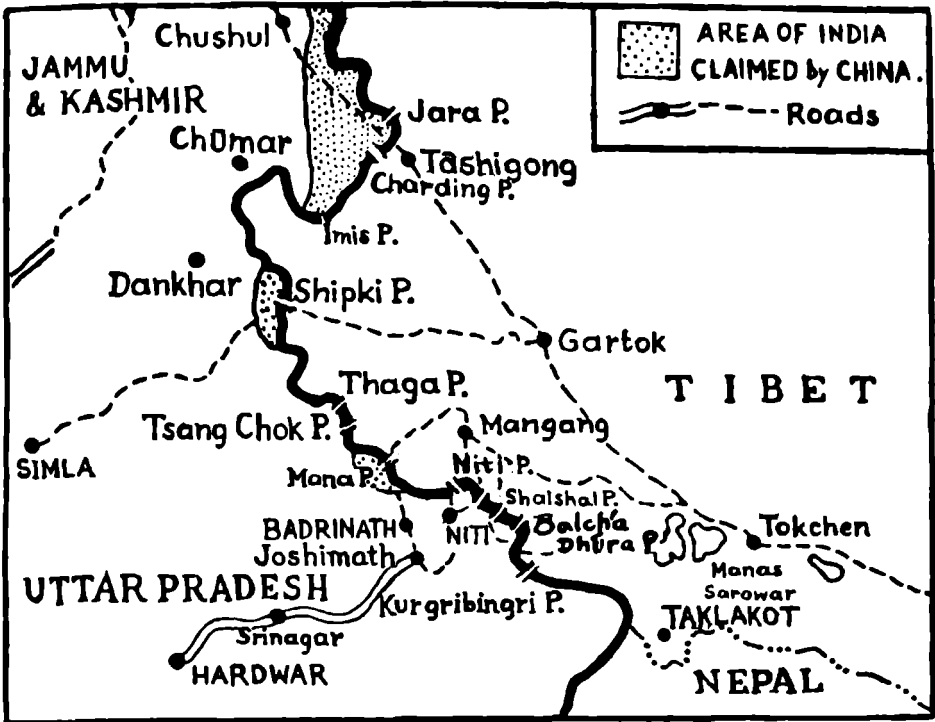 Chushul
AREA OF INDIA
CLAIMED by CHINA.
Roads
JAMMU
& KASHMIR
Jara P.
Chumar
Tashigong
Charding P.
Imis P.
Dankhar
Shipki P.
Gartok
TIBET
Thaga P.
Tsang Chok P.
Mangang
SIMLA
Mana P.
Niti P.
Shalshal P.
BADRINATH
NITI
Balcha
Dhura P.
Tokchen
Joshimath
Manas
Sarowar
UTTAR PRADESH
Kurgribingri P.
TAKLAKOT
Srinagar
HARDWAR
NEPAL